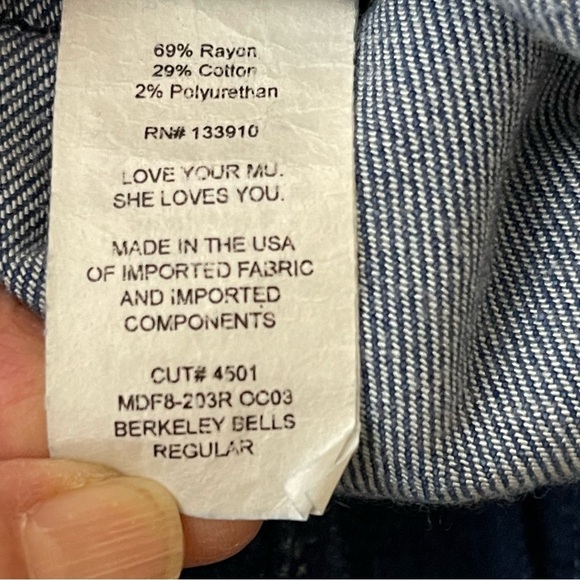 69% Rayon
29% Cotton
2% Polyurethan
RN# 133910
LOVE YOUR MU.
SHE LOVES YOU.
MADE IN THE USA
OF IMPORTED FABRIC
AND IMPORTED
COMPONENTS
CUT# 4501
MDF8-203R OC03
BERKELEY BELLS
REGULAR